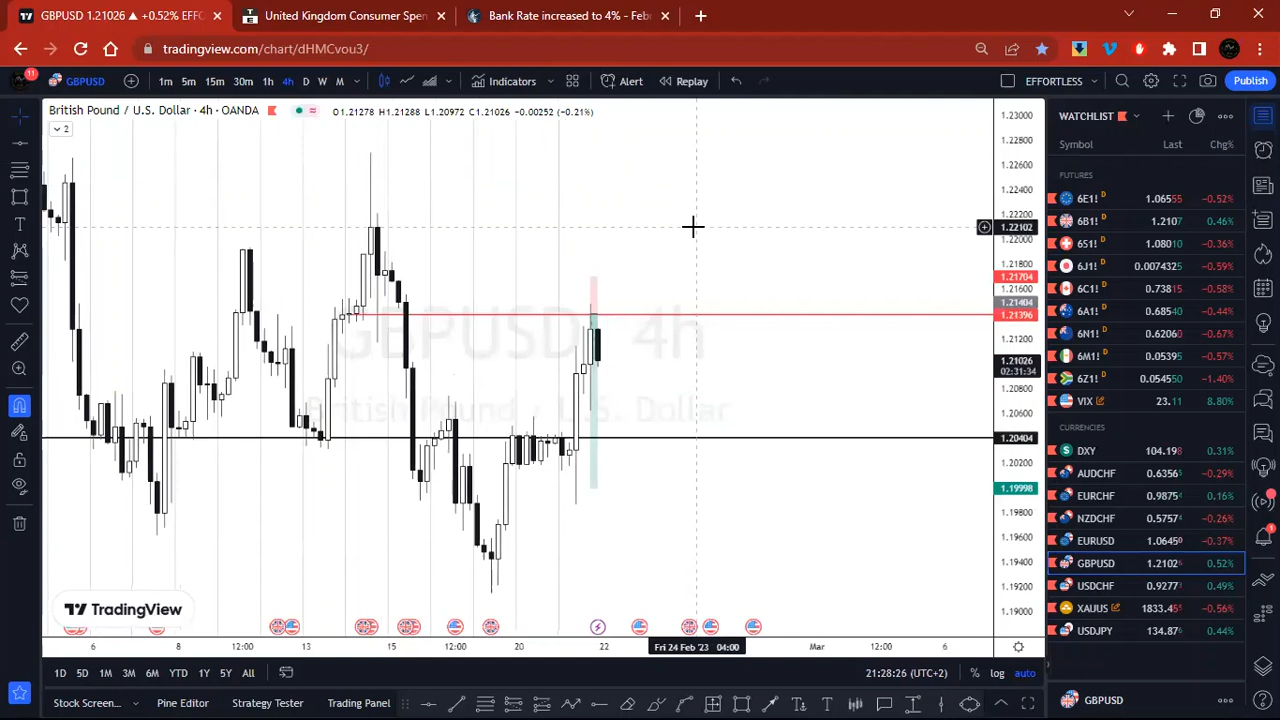 GBPUSD 1.21026 ▲ +0.52% EFFO
United Kingdom Consumer Spen
Bank Rate increased to 4% - Feb
tradingview.com/chart/dHMCvou3/
11
GBPUSD
1m 5m 15m 30m 1h 4h D W M
Indicators
Alert
Replay
EFFORTLESS
Publish
British Pound / U.S. Dollar · 4h · OANDA
O1.21278 H1.21288 L1.20972 C1.21026 −0.00252 (−0.21%)
2
GBPUSD, 4h
British Pound / U.S. Dollar
1.23000
1.22800
1.22600
1.22400
1.22200
1.22102
1.22000
1.21800
1.21704
1.21600
1.21404
1.21396
1.21200
1.21026
02:31:34
1.20800
1.20600
1.20404
1.20200
1.19998
1.19800
1.19600
1.19400
1.19200
1.19000
TradingView
6 8 12:00 13 15 12:00 20 22 Fri 24 Feb '23 04:00 Mar 12:00 6
1D 5D 1M 3M 6M YTD 1Y 5Y All
21:28:26 (UTC+2)
% log auto
Stock Screen...
Pine Editor
Strategy Tester
Trading Panel
WATCHLIST
Symbol Last Chg%
FUTURES
6E1! D 1.06555 −0.52%
6B1! D 1.2107 0.46%
6S1! D 1.08010 −0.36%
6J1! D 0.0074325 −0.59%
6C1! D 0.73815 −0.58%
6A1! D 0.68540 −0.44%
6N1! D 0.62060 −0.67%
6M1! D 0.05395 −0.57%
6Z1! D 0.054550 −1.40%
VIX 23.11 8.80%
CURRENCIES
DXY 104.198 0.31%
AUDCHF 0.6356 −0.29%
EURCHF 0.9875 0.16%
NZDCHF 0.5757 −0.26%
EURUSD 1.0645 −0.37%
GBPUSD 1.2102 0.52%
USDCHF 0.9277 0.49%
XAUUS 1833.45 −0.56%
USDJPY 134.87 0.44%
GBPUSD